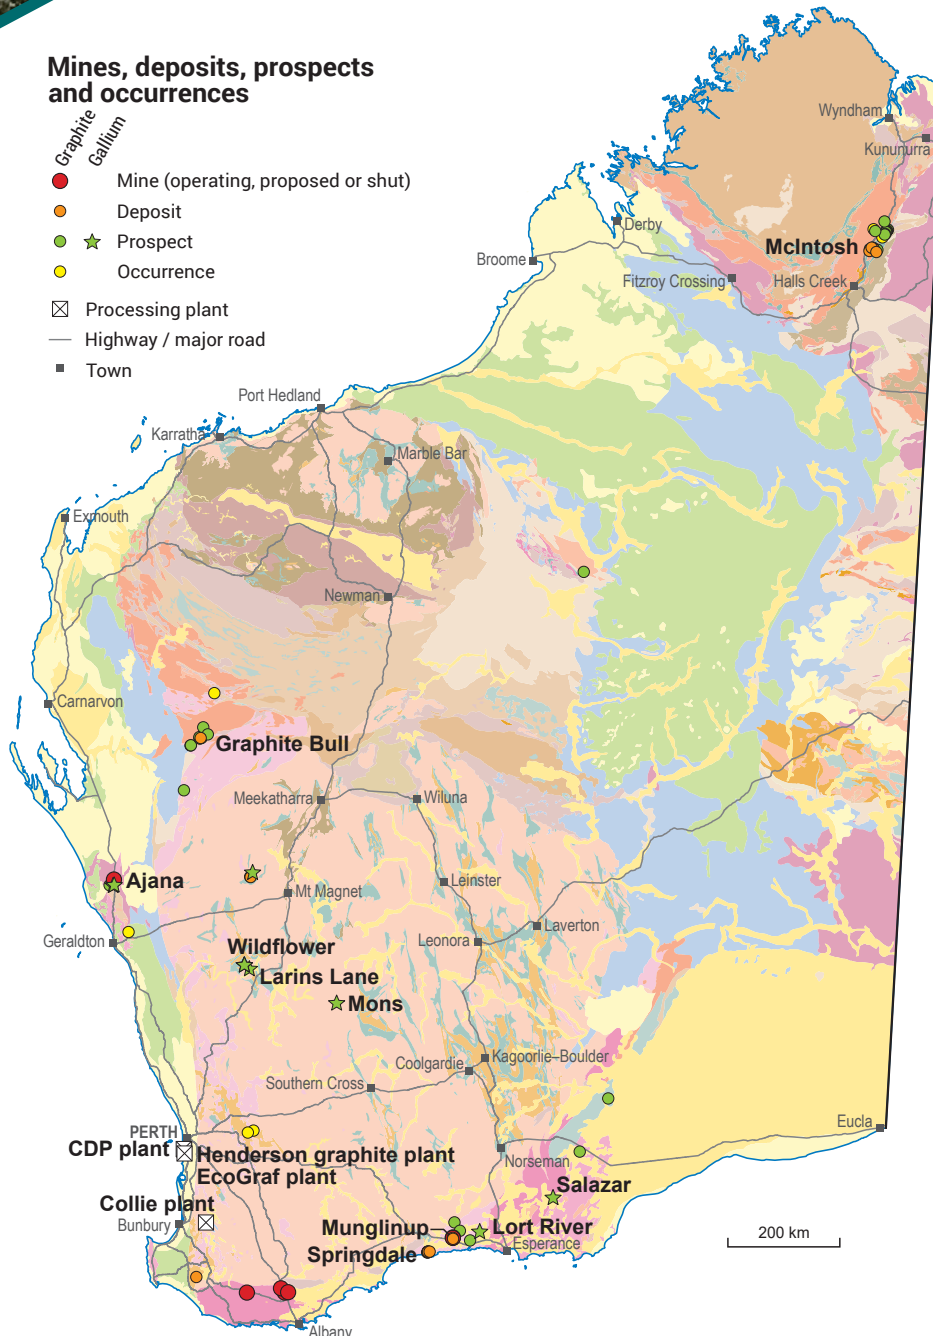 Mines, deposits, prospects
and occurrences
Graphite
Gallium
Mine (operating, proposed or shut)
Deposit
Prospect
Occurrence
Processing plant
Highway / major road
Town
Wyndham
Kununurra
Derby
McIntosh
Broome
Fitzroy Crossing
Halls Creek
Port Hedland
Karratha
Marble Bar
Exmouth
Newman
Carnarvon
Graphite Bull
Meekatharra
Wiluna
Ajana
Mt Magnet
Leinster
Laverton
Geraldton
Leonora
Wildflower
Larins Lane
Mons
Kagoorlie–Boulder
Coolgardie
Southern Cross
Eucla
PERTH
CDP plant
Henderson graphite plant
EcoGraf plant
Norseman
Salazar
Collie plant
Bunbury
Munglinup
Lort River
Springdale
Esperance
200 km
Albany